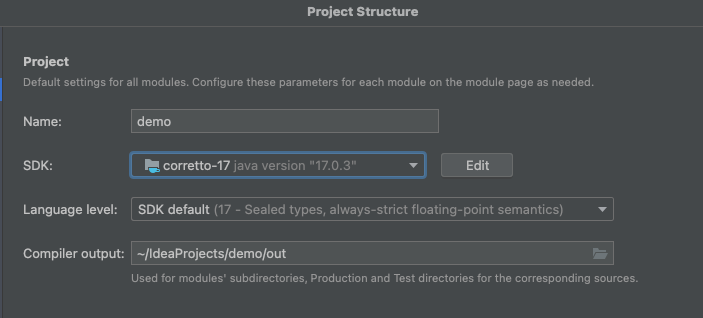 Project Structure
Project
Default settings for all modules. Configure these parameters for each module on the module page as needed.
Name: demo
SDK: corretto-17 java version "17.0.3" Edit
Language level: SDK default (17 - Sealed types, always-strict floating-point semantics)
Compiler output: ~/IdeaProjects/demo/out
Used for modules' subdirectories, Production and Test directories for the corresponding sources.